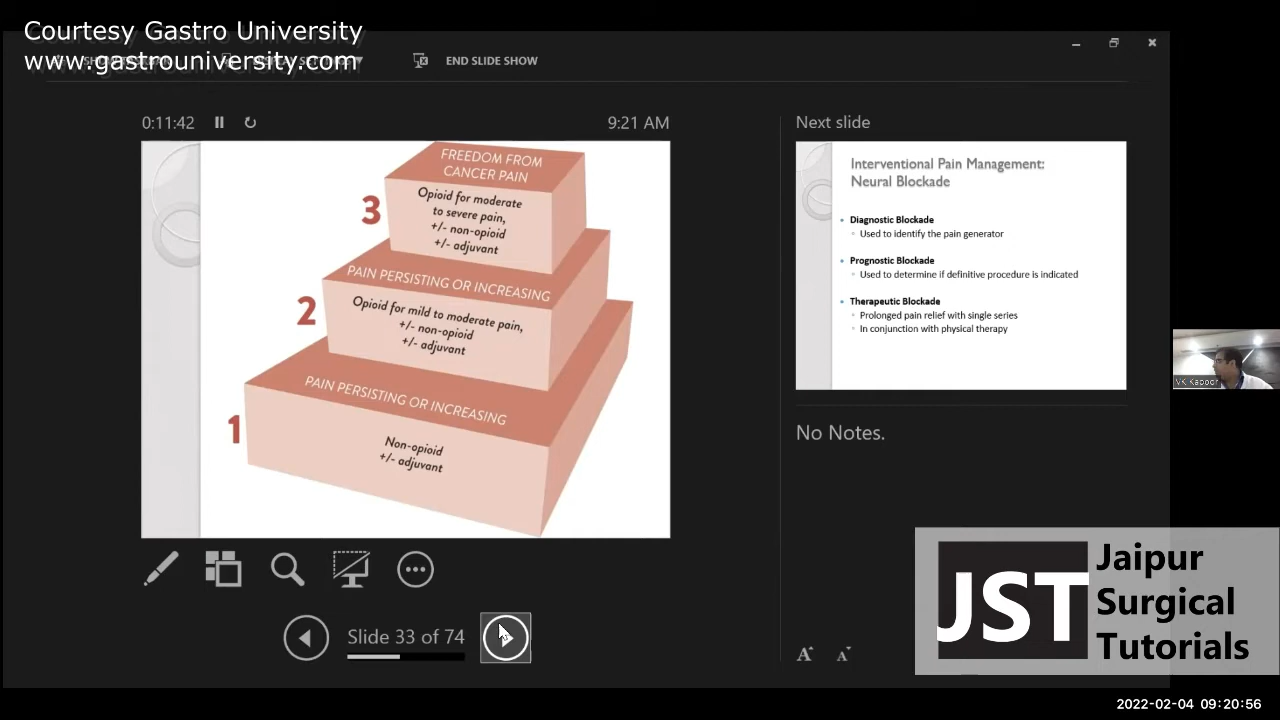 Courtesy Gastro University
www.gastrouniversity.com
END SLIDE SHOW
0:11:42
9:21 AM
FREEDOM FROM
CANCER PAIN
3
Opioid for moderate
to severe pain,
+/- non-opioid
+/- adjuvant
PAIN PERSISTING OR INCREASING
2
Opioid for mild to moderate pain,
+/- non-opioid
+/- adjuvant
PAIN PERSISTING OR INCREASING
1
Non-opioid
+/- adjuvant
Slide 33 of 74
Next slide
Interventional Pain Management:
Neural Blockade
Diagnostic Blockade
Used to identify the pain generator
Prognostic Blockade
Used to determine if definitive procedure is indicated
Therapeutic Blockade
Prolonged pain relief with single series
In conjunction with physical therapy
No Notes.
A A
VK Kapoor
JST
Jaipur
Surgical
Tutorials
2022-02-04 09:20:56